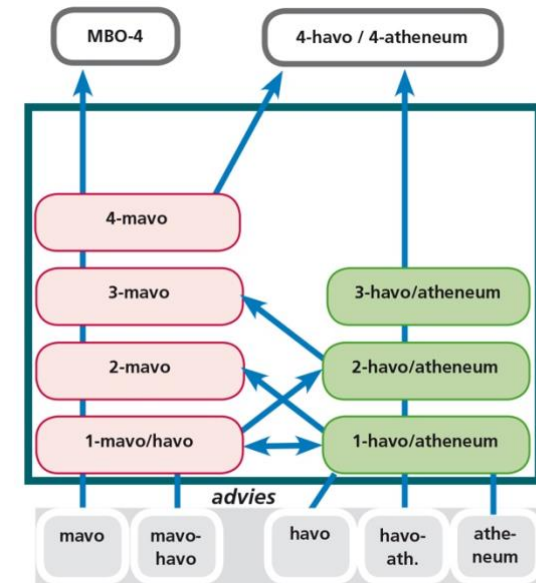 MBO-4
4-havo / 4-atheneum
4-mavo
3-mavo
3-havo/atheneum
2-mavo
2-havo/atheneum
1-mavo/havo
1-havo/atheneum
advies
mavo
mavo-
havo
havo
havo-
ath.
athe-
neum